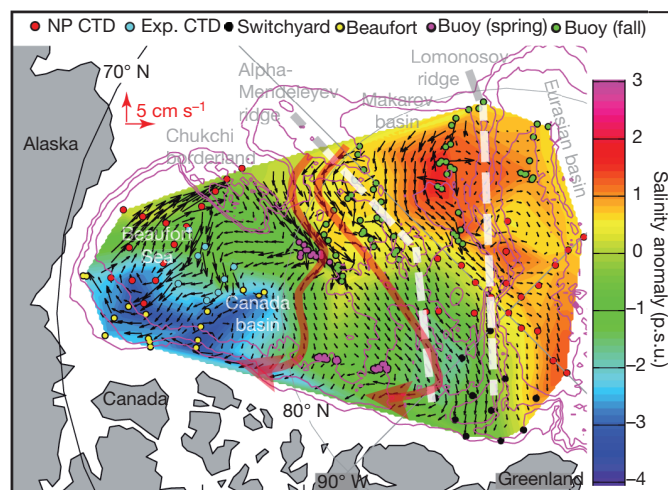 NP CTD Exp. CTD Switchyard Beaufort Buoy (spring) Buoy (fall)
70° N
5 cm s⁻¹
Alaska
Alpha-
Mendeleyev
ridge
Lomonosov
ridge
Makarov
basin
Eurasian
basin
Chukchi
borderland
Beaufort
Sea
Canada
basin
Canada
80° N
90° W
Greenland
3
2
1
0
–1
–2
–3
–4
Salinity anomaly (p.s.u.)